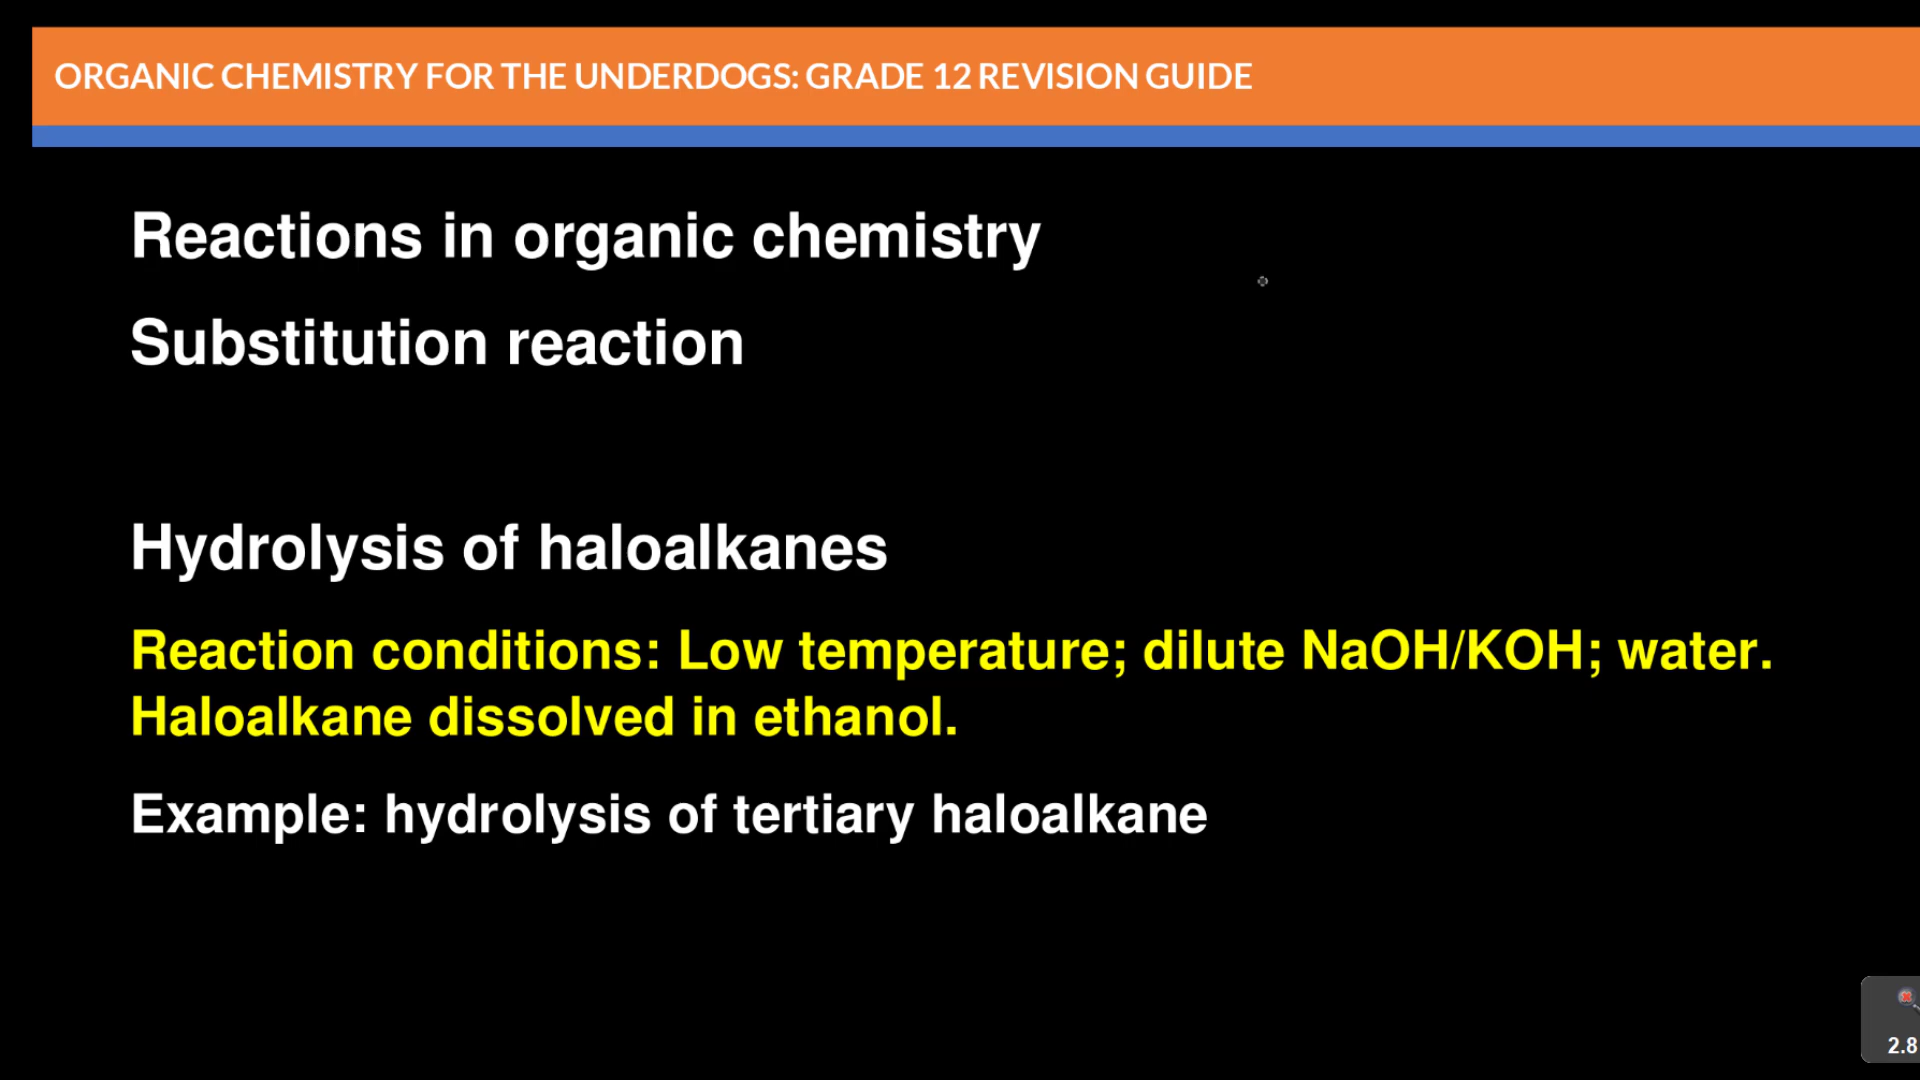 ORGANIC CHEMISTRY FOR THE UNDERDOGS: GRADE 12 REVISION GUIDE
Reactions in organic chemistry
Substitution reaction
Hydrolysis of haloalkanes
Reaction conditions: Low temperature; dilute NaOH/KOH; water.
Haloalkane dissolved in ethanol.
Example: hydrolysis of tertiary haloalkane
2.8